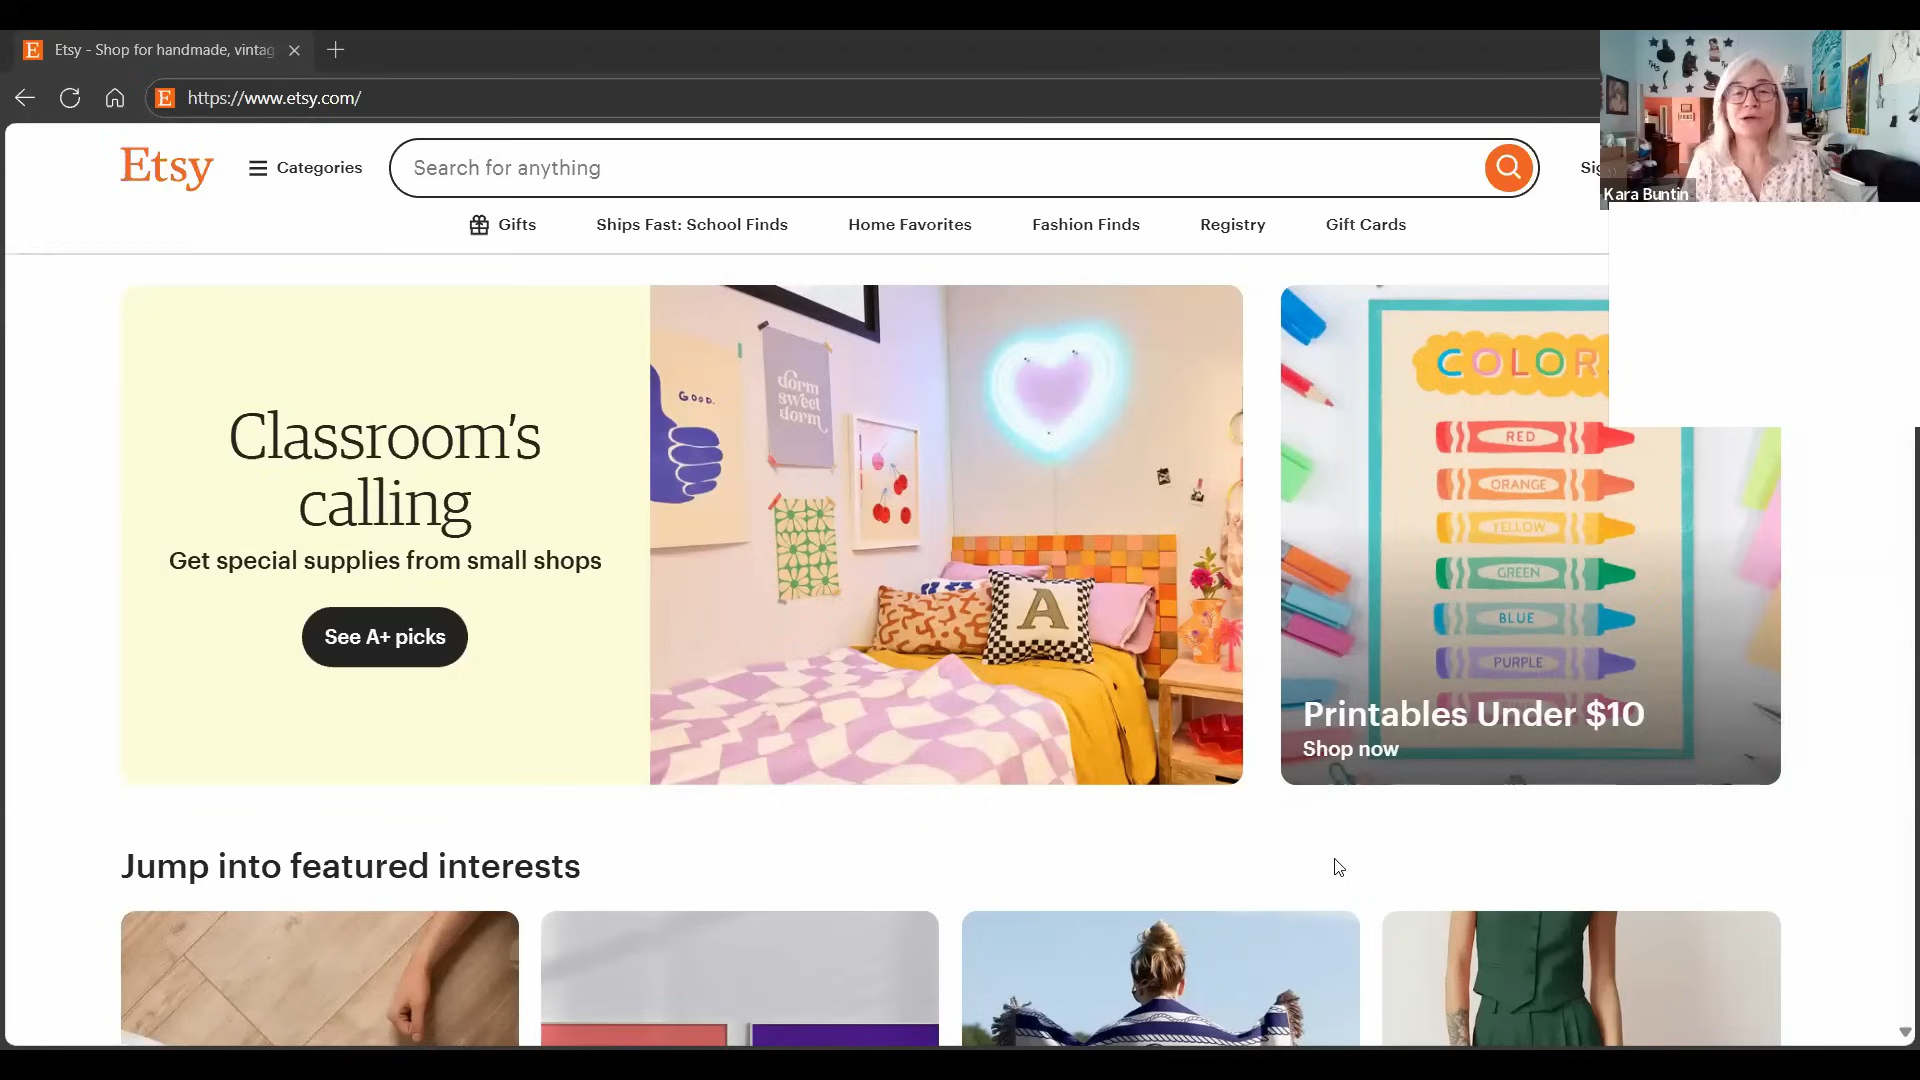 Etsy - Shop for handmade, vintag
https://www.etsy.com/
Kara Buntin
Etsy
Categories
Search for anything
Gifts
Ships Fast: School Finds
Home Favorites
Fashion Finds
Registry
Gift Cards
Classroom's
calling
Get special supplies from small shops
See A+ picks
GOOD.
dorm
sweet
dorm
A
COLOR
RED
ORANGE
YELLOW
GREEN
BLUE
PURPLE
Printables Under $10
Shop now
Jump into featured interests